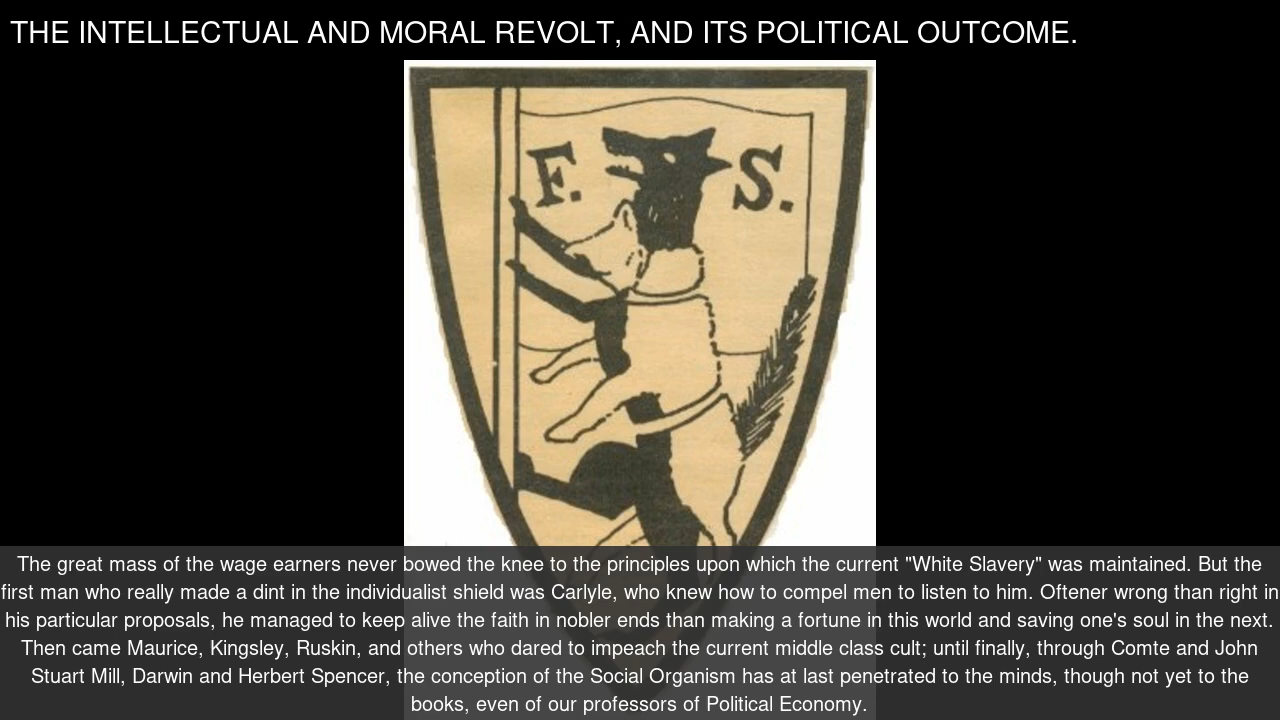 THE INTELLECTUAL AND MORAL REVOLT, AND ITS POLITICAL OUTCOME.
F. S.
The great mass of the wage earners never bowed the knee to the principles upon which the current "White Slavery" was maintained. But the
first man who really made a dint in the individualist shield was Carlyle, who knew how to compel men to listen to him. Oftener wrong than right in
his particular proposals, he managed to keep alive the faith in nobler ends than making a fortune in this world and saving one's soul in the next.
Then came Maurice, Kingsley, Ruskin, and others who dared to impeach the current middle class cult; until finally, through Comte and John
Stuart Mill, Darwin and Herbert Spencer, the conception of the Social Organism has at last penetrated to the minds, though not yet to the
books, even of our professors of Political Economy.